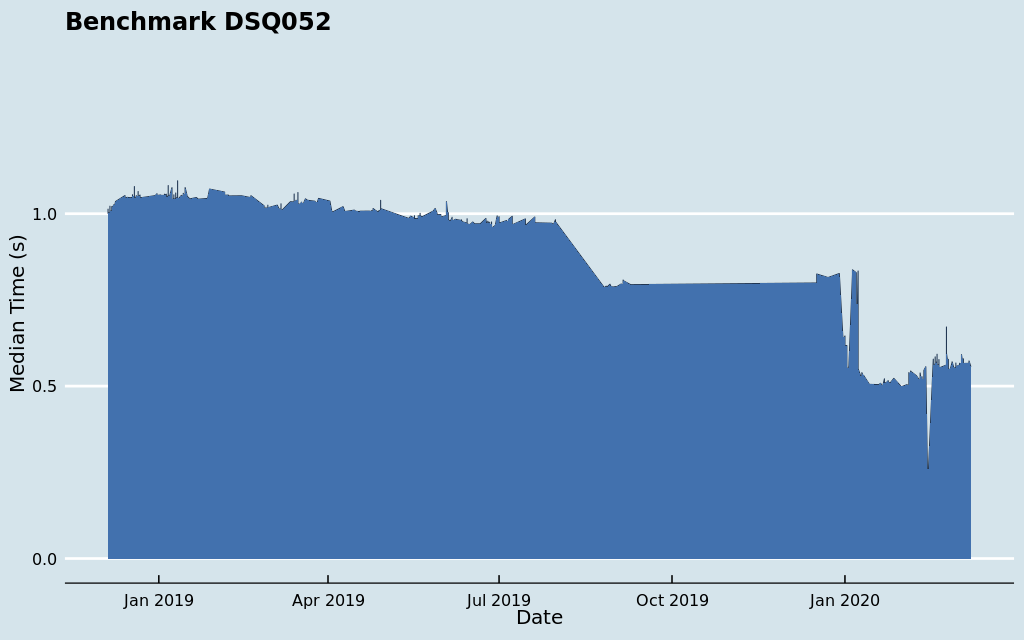 Benchmark DSQ052
Median Time (s)
1.0
0.5
0.0
Jan 2019
Apr 2019
Jul 2019
Oct 2019
Jan 2020
Date